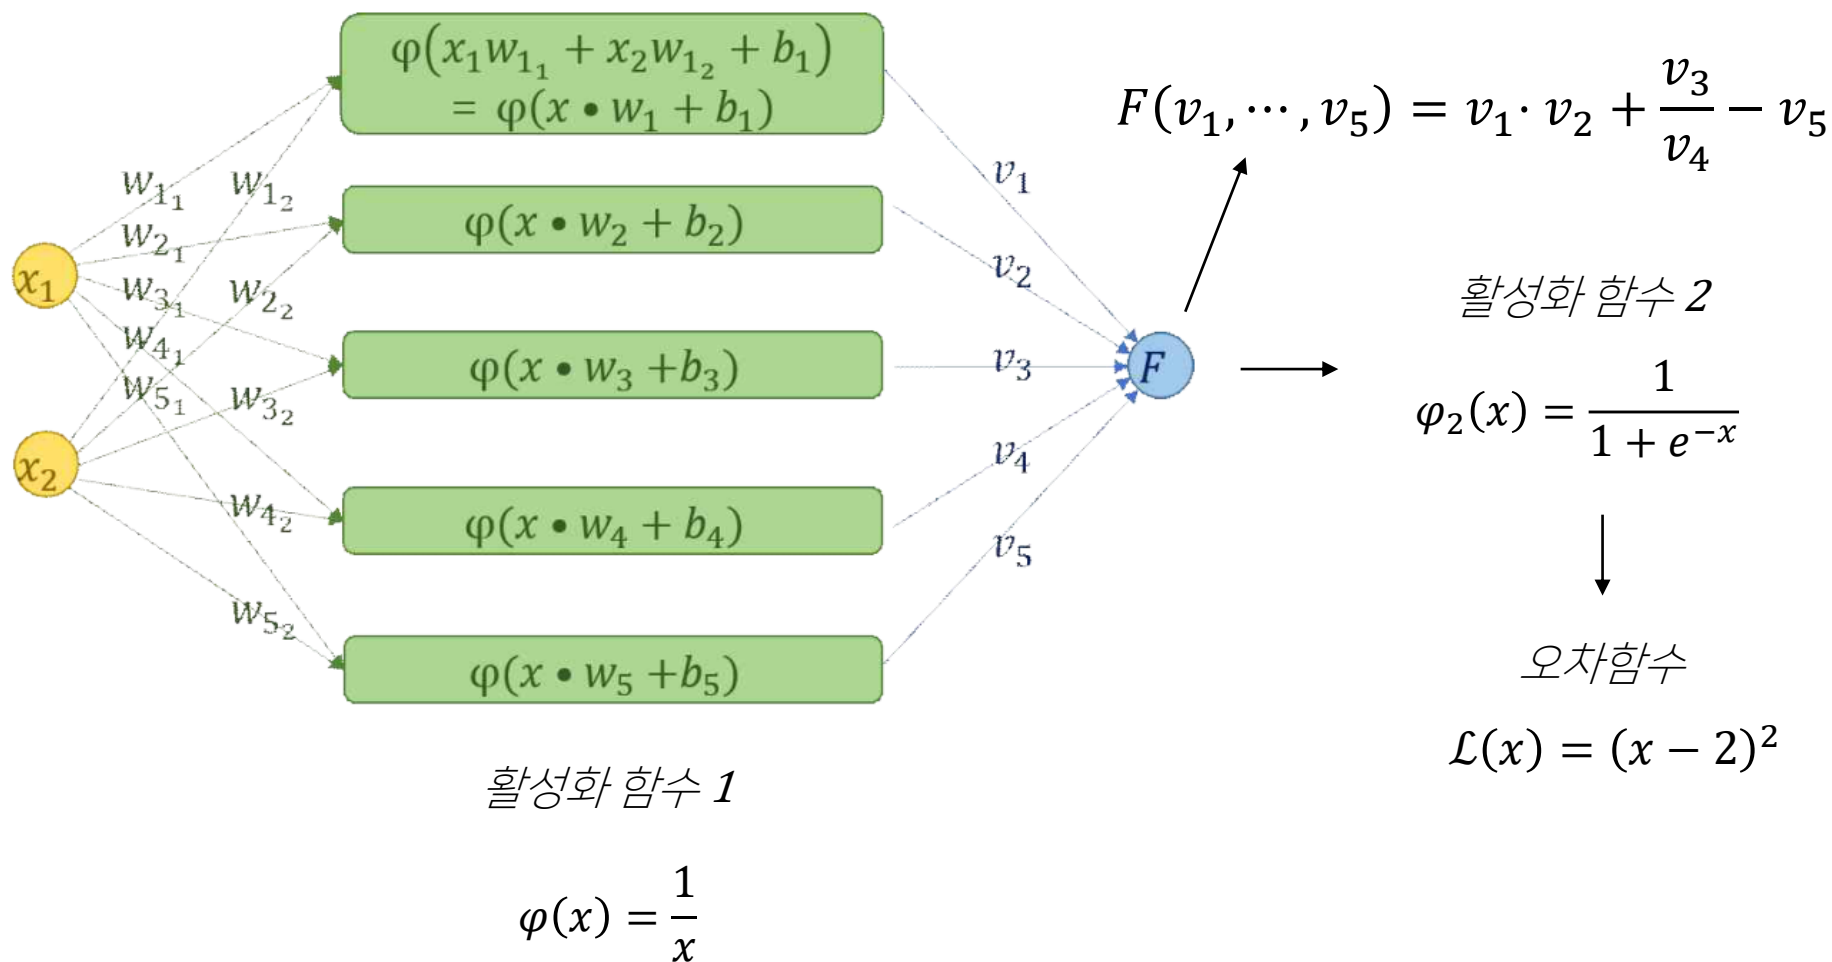 φ(x₁w₁₁ + x₂w₁₂ + b₁)
= φ(x • w₁ + b₁)
F(v₁, ⋯ , v₅) = v₁· v₂ + v₃/v₄ − v₅
w₁₁
w₁₂
v₁
φ(x • w₂ + b₂)
w₂₁
x₁
w₃₁
w₂₂
v₂
활성화 함수 2
w₄₁
φ(x • w₃ +b₃)
v₃
F
w₅₁
w₃₂
φ₂(x) = 1/(1 + e⁻ˣ)
x₂
v₄
w₄₂
φ(x • w₄ + b₄)
v₅
w₅₂
φ(x • w₅ +b₅)
오차함수
ℒ(x) = (x − 2)²
활성화 함수 1
φ(x) = 1/x